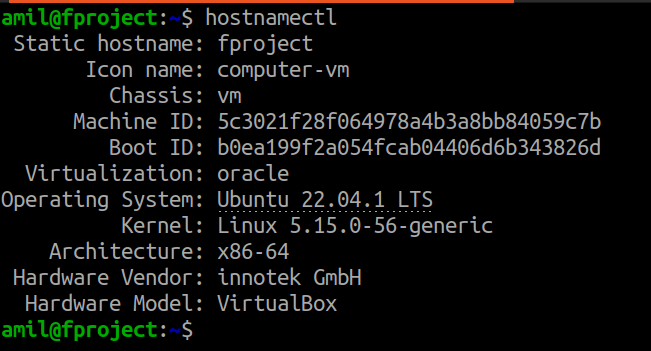 amil@fproject:~$ hostnamectl
Static hostname: fproject
Icon name: computer-vm
Chassis: vm
Machine ID: 5c3021f28f064978a4b3a8bb84059c7b
Boot ID: b0ea199f2a054fcab04406d6b343826d
Virtualization: oracle
Operating System: Ubuntu 22.04.1 LTS
Kernel: Linux 5.15.0-56-generic
Architecture: x86-64
Hardware Vendor: innotek GmbH
Hardware Model: VirtualBox
amil@fproject:~$